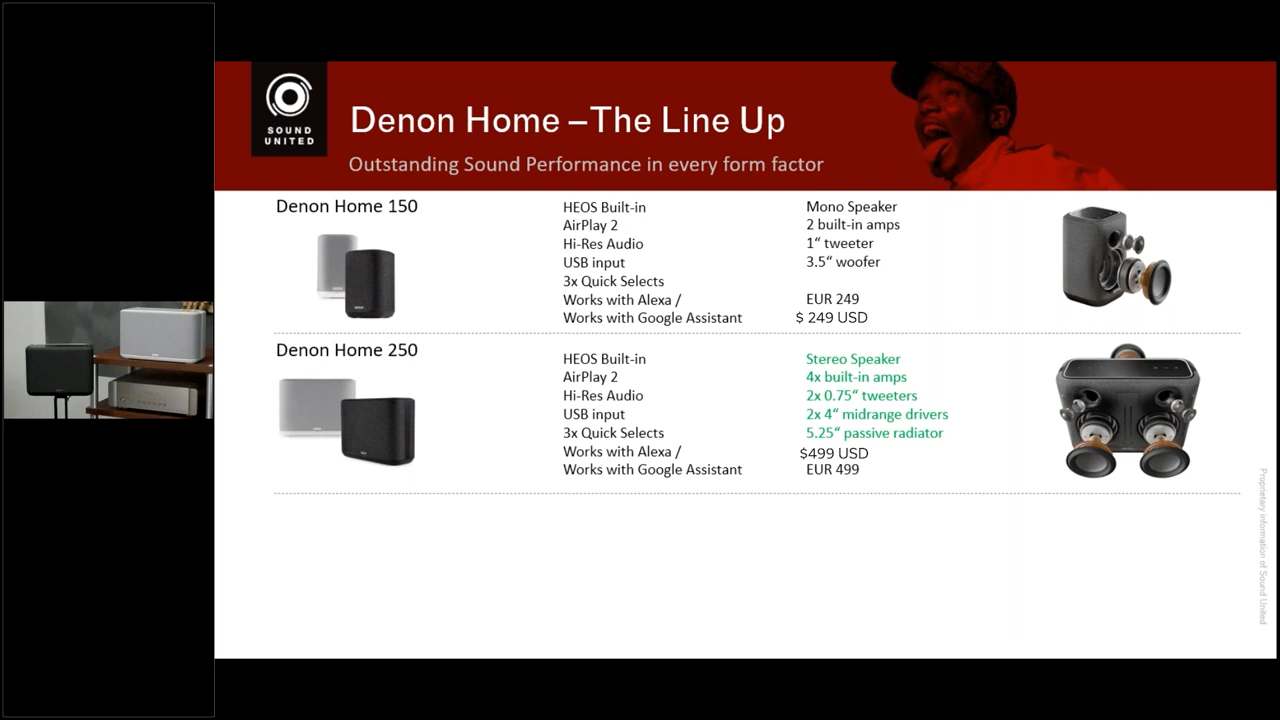 SOUND
UNITED
Denon Home –The Line Up
Outstanding Sound Performance in every form factor
Denon Home 150
HEOS Built-in
AirPlay 2
Hi-Res Audio
USB input
3x Quick Selects
Works with Alexa /
Works with Google Assistant
Mono Speaker
2 built-in amps
1“ tweeter
3.5“ woofer
EUR 249
$ 249 USD
Denon Home 250
HEOS Built-in
AirPlay 2
Hi-Res Audio
USB input
3x Quick Selects
Works with Alexa /
Works with Google Assistant
Stereo Speaker
4x built-in amps
2x 0.75“ tweeters
2x 4“ midrange drivers
5.25“ passive radiator
$499 USD
EUR 499
Proprietary information of Sound United